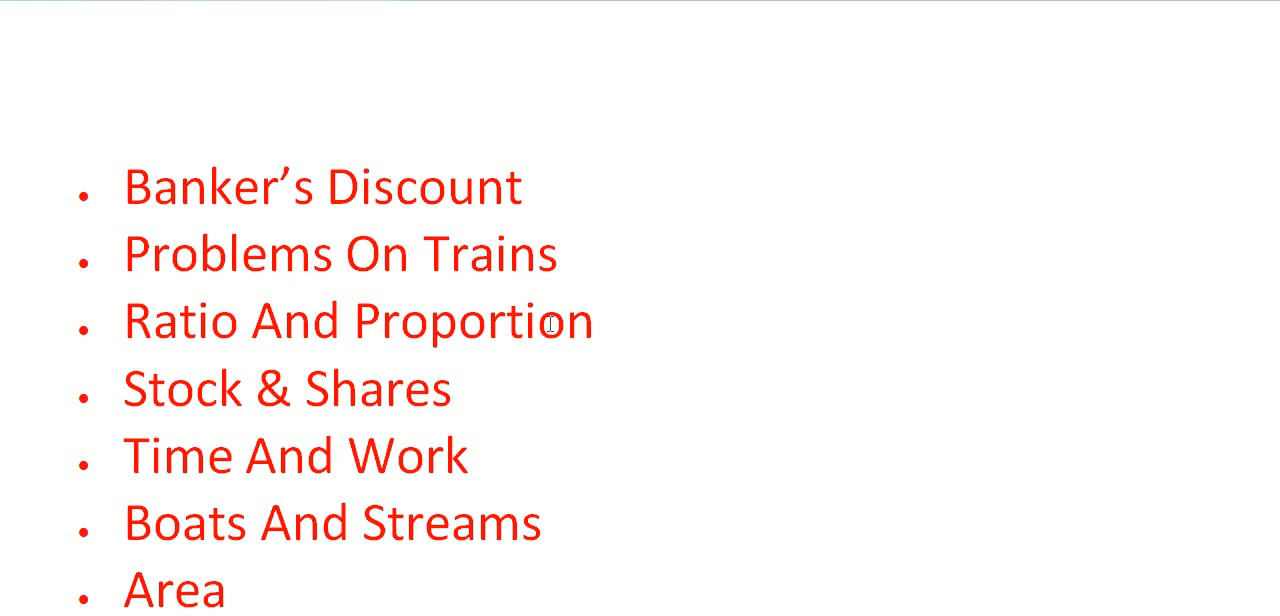 • Banker’s Discount
• Problems On Trains
• Ratio And Proportion
• Stock & Shares
• Time And Work
• Boats And Streams
• Area